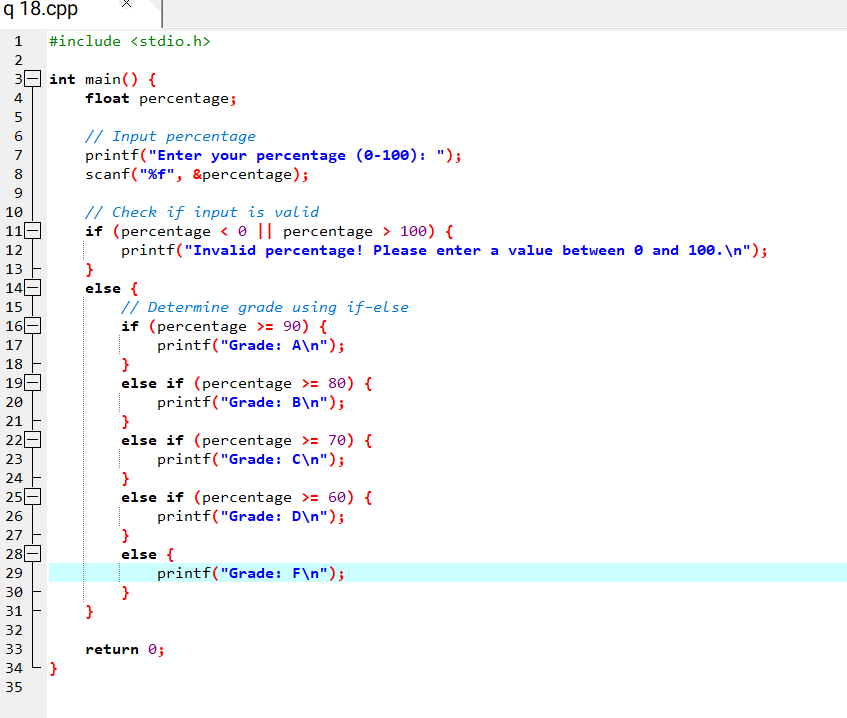 q 18.cpp ×
1 #include <stdio.h>
2
3 int main() {
4     float percentage;
5
6     // Input percentage
7     printf("Enter your percentage (0-100): ");
8     scanf("%f", &percentage);
9
10     // Check if input is valid
11     if (percentage < 0 || percentage > 100) {
12         printf("Invalid percentage! Please enter a value between 0 and 100.\n");
13     }
14     else {
15         // Determine grade using if-else
16         if (percentage >= 90) {
17             printf("Grade: A\n");
18         }
19         else if (percentage >= 80) {
20             printf("Grade: B\n");
21         }
22         else if (percentage >= 70) {
23             printf("Grade: C\n");
24         }
25         else if (percentage >= 60) {
26             printf("Grade: D\n");
27         }
28         else {
29             printf("Grade: F\n");
30         }
31     }
32
33     return 0;
34 }
35